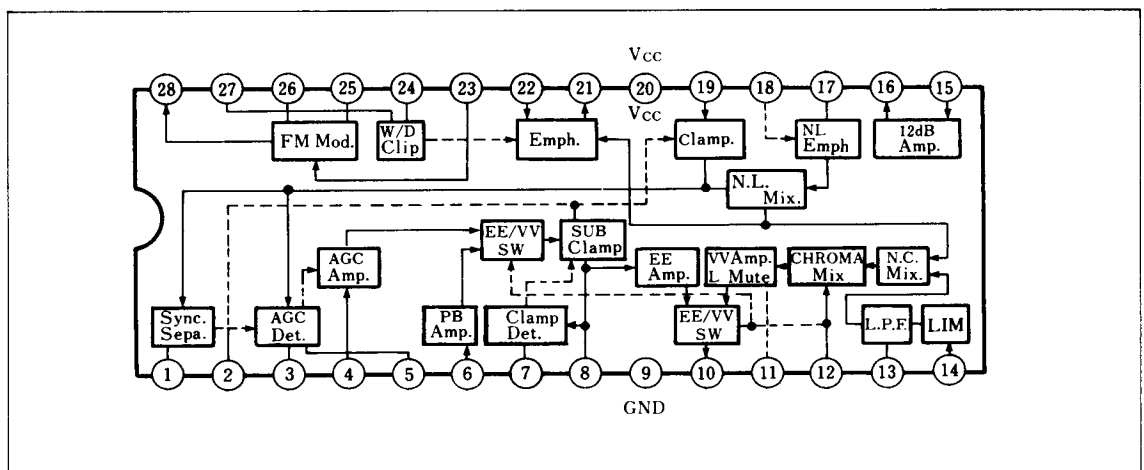 Vcc
28 27 26 25 24 23 22 21 20 19 18 17 16 15
Vcc
FM Mod.
W/D
Clip
Emph.
Clamp.
NL
Emph
12dB
Amp.
N.L.
Mix.
EE/VV
SW
SUB
Clamp
AGC
Amp.
EE
Amp.
VVAmp.
L Mute
CHROMA
Mix
N.C.
Mix.
Sync.
Sepa.
AGC
Det.
PB
Amp.
Clamp
Det.
EE/VV
SW
L.P.F.
LIM
1 2 3 4 5 6 7 8 9 10 11 12 13 14
GND